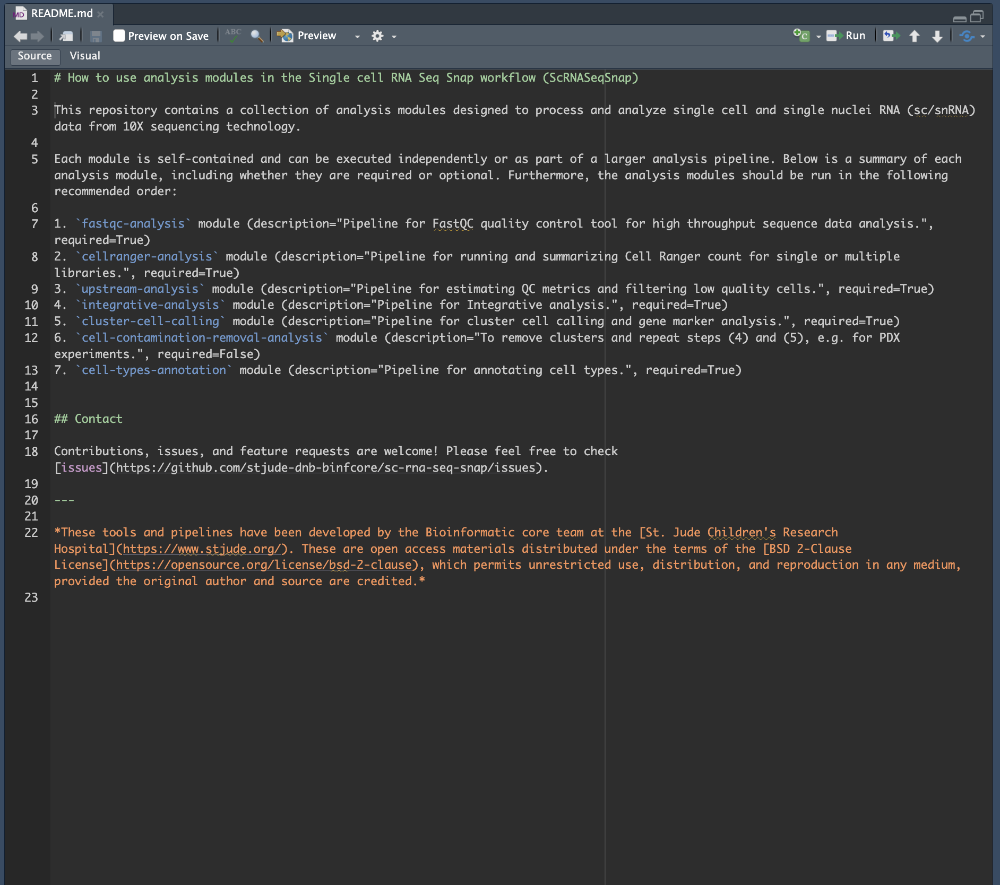 MD README.md
Preview on Save ABC Preview C Run
Source Visual
1 # How to use analysis modules in the Single cell RNA Seq Snap workflow (ScRNASeqSnap)
2
3 This repository contains a collection of analysis modules designed to process and analyze single cell and single nuclei RNA (sc/snRNA)
data from 10X sequencing technology.
4
5 Each module is self-contained and can be executed independently or as part of a larger analysis pipeline. Below is a summary of each
analysis module, including whether they are required or optional. Furthermore, the analysis modules should be run in the following
recommended order:
6
7 1. `fastqc-analysis` module (description="Pipeline for FastQC quality control tool for high throughput sequence data analysis.",
required=True)
8 2. `cellranger-analysis` module (description="Pipeline for running and summarizing Cell Ranger count for single or multiple
libraries.", required=True)
9 3. `upstream-analysis` module (description="Pipeline for estimating QC metrics and filtering low quality cells.", required=True)
10 4. `integrative-analysis` module (description="Pipeline for Integrative analysis.", required=True)
11 5. `cluster-cell-calling` module (description="Pipeline for cluster cell calling and gene marker analysis.", required=True)
12 6. `cell-contamination-removal-analysis` module (description="To remove clusters and repeat steps (4) and (5), e.g. for PDX
experiments.", required=False)
13 7. `cell-types-annotation` module (description="Pipeline for annotating cell types.", required=True)
14
15
16 ## Contact
17
18 Contributions, issues, and feature requests are welcome! Please feel free to check
[issues](https://github.com/stjude-dnb-binfcore/sc-rna-seq-snap/issues).
19
20 ---
21
22 *These tools and pipelines have been developed by the Bioinformatic core team at the [St. Jude Children's Research
Hospital](https://www.stjude.org/). These are open access materials distributed under the terms of the [BSD 2-Clause
License](https://opensource.org/license/bsd-2-clause), which permits unrestricted use, distribution, and reproduction in any medium,
provided the original author and source are credited.*
23